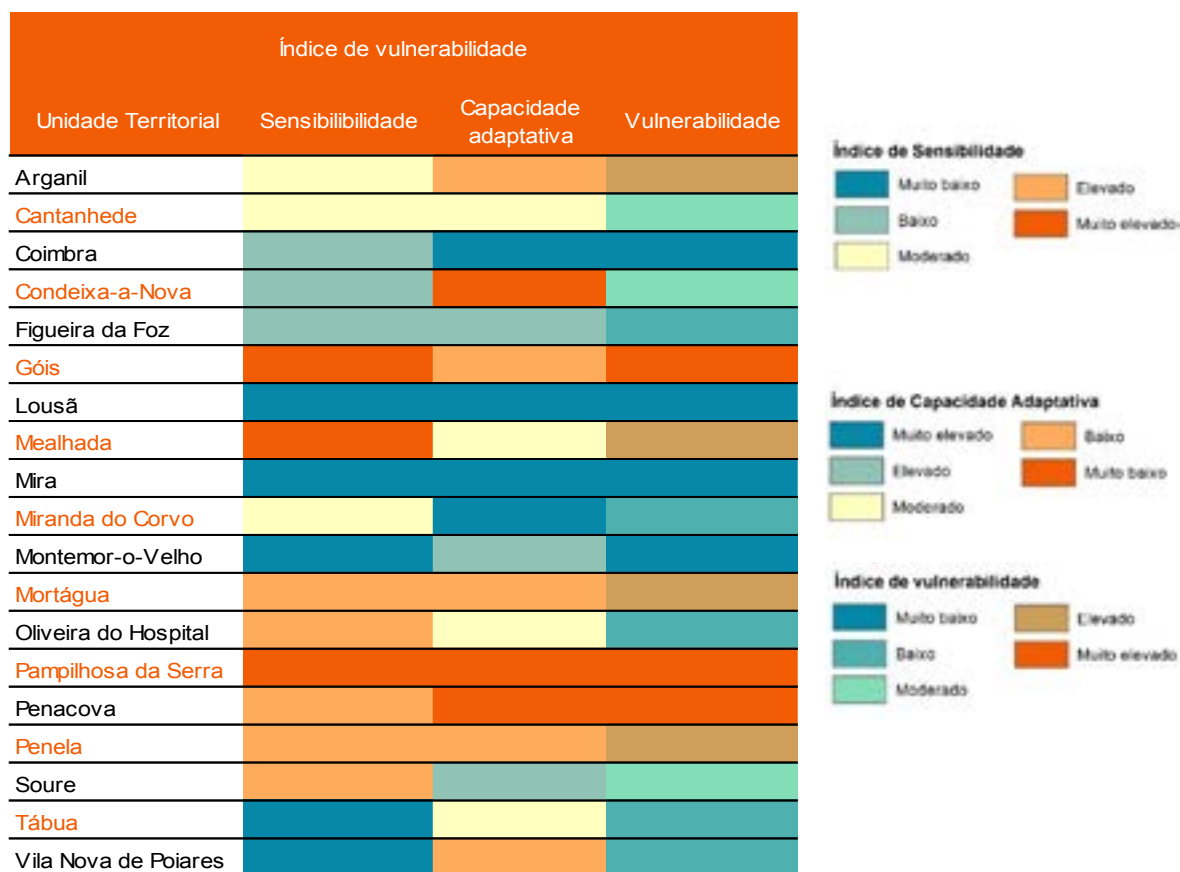 Índice de vulnerabilidade
Unidade Territorial
Sensibilibilidade
Capacidade
adaptativa
Vulnerabilidade
Arganil
Cantanhede
Coimbra
Condeixa-a-Nova
Figueira da Foz
Góis
Lousã
Mealhada
Mira
Miranda do Corvo
Montemor-o-Velho
Mortágua
Oliveira do Hospital
Pampilhosa da Serra
Penacova
Penela
Soure
Tábua
Vila Nova de Poiares
Índice de Sensibilidade
Muito baixo
Elevado
Baixo
Muito elevado
Moderado
Índice de Capacidade Adaptativa
Muito elevado
Baixo
Elevado
Muito baixo
Moderado
Índice de vulnerabilidade
Muito baixo
Elevado
Baixo
Muito elevado
Moderado